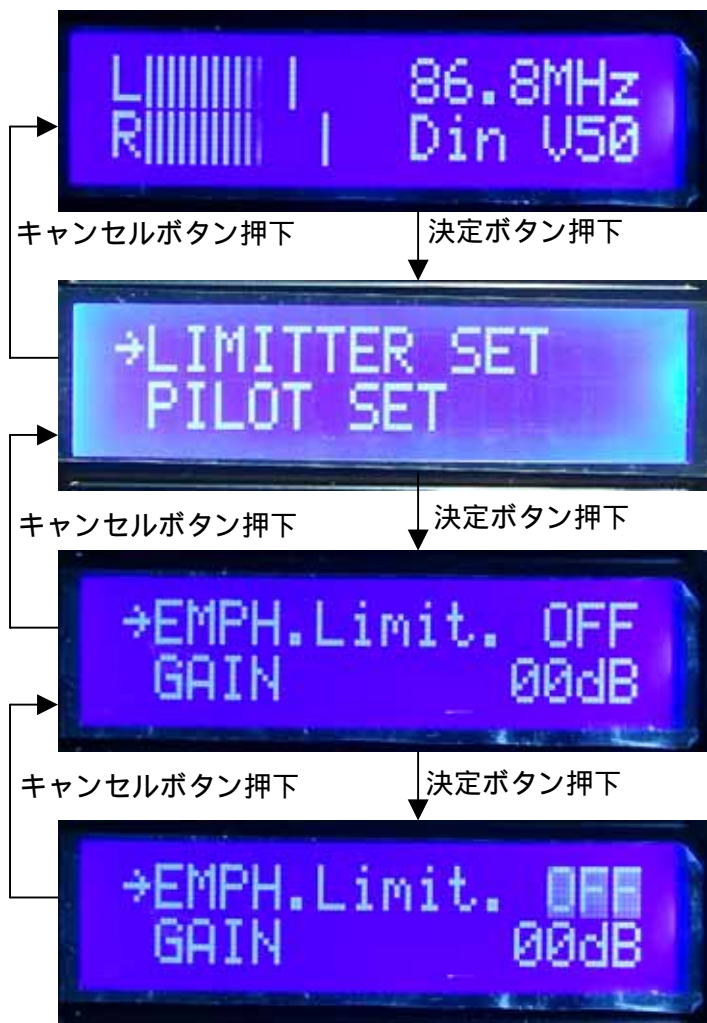 L 86.8MHz
R Din V50
キャンセルボタン押下 決定ボタン押下
→LIMITTER SET
PILOT SET
キャンセルボタン押下 決定ボタン押下
→EMPH.Limit. OFF
GAIN 00dB
キャンセルボタン押下 決定ボタン押下
→EMPH.Limit. OFF
GAIN 00dB